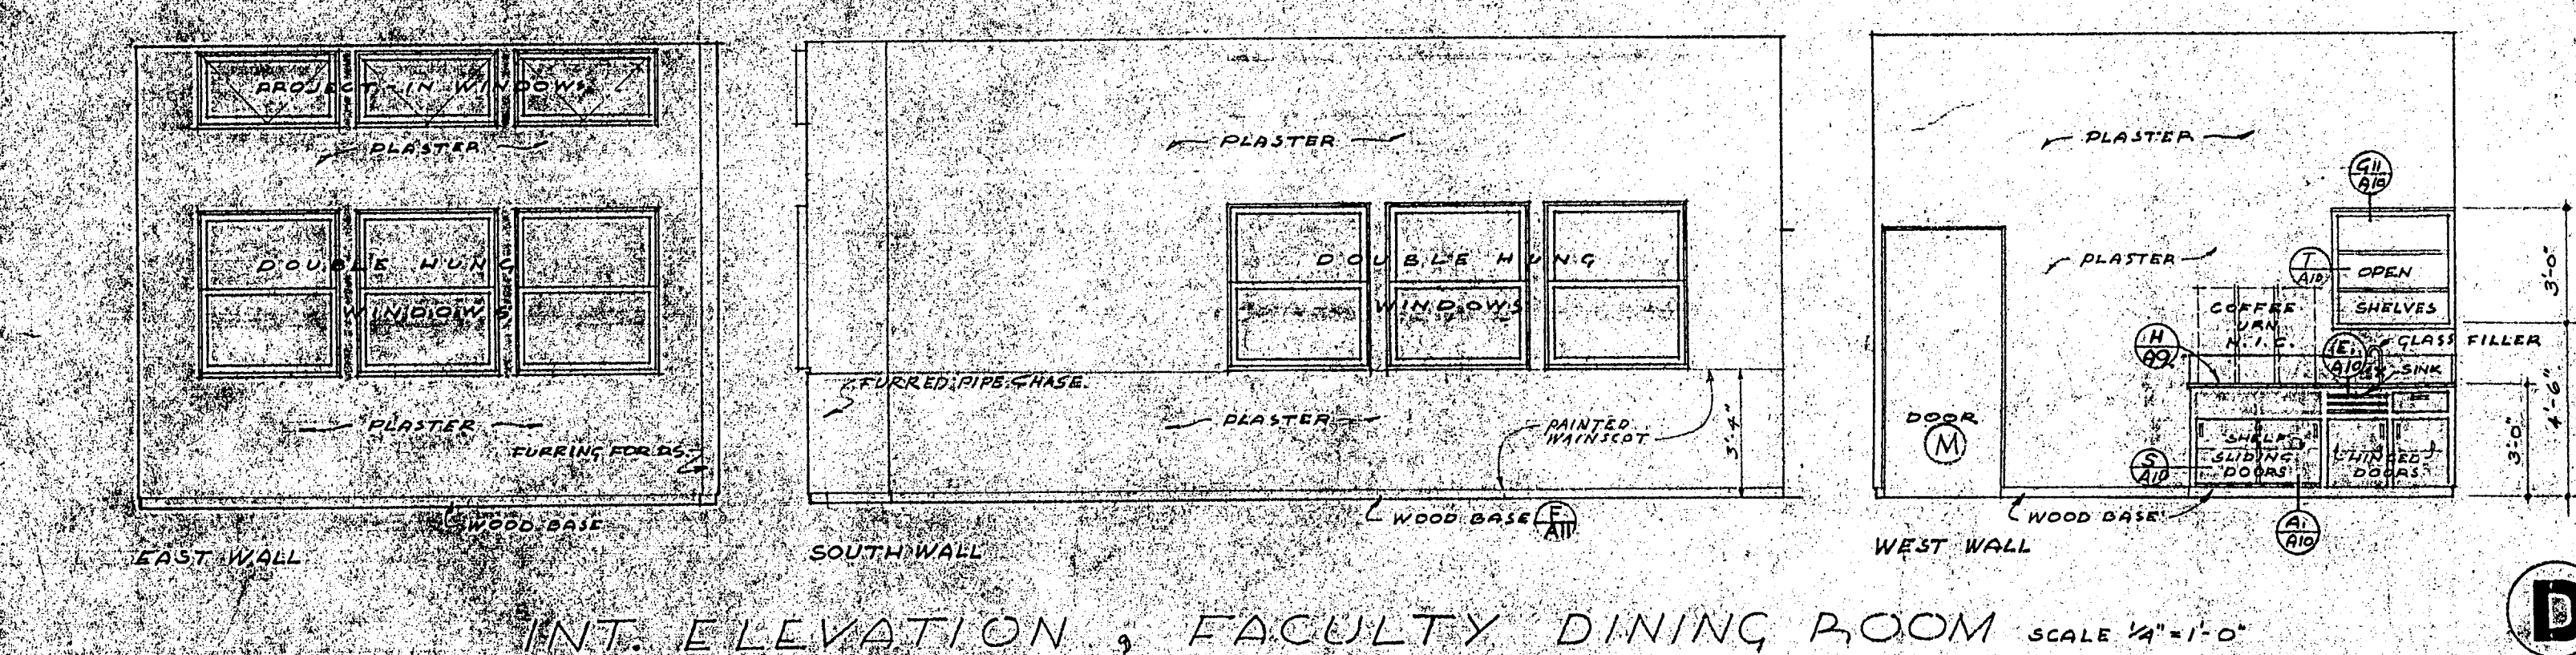 PROJECT-IN WINDOWS
PLASTER
DOUBLE HUNG
WINDOWS
PLASTER
FURRING FOR DS.
WOOD BASE
EAST WALL
PLASTER
DOUBLE HUNG
WINDOWS
FURRED PIPE CHASE
PLASTER
PAINTED
WAINSCOT
3'-4"
WOOD BASE
F
A11
SOUTH WALL
PLASTER
G11
A10
PLASTER
T
A10
OPEN
SHELVES
COFFEE
URN
N.I.C.
H
A9
E1
A10
GLASS FILLER
SINK
DOOR
M
SHELF
SLIDING
DOORS
HINGED
DOORS
S
A10
WOOD BASE
A1
A10
3'-0"
4'-6"
3'-0"
WEST WALL
INT. ELEVATION, FACULTY DINING ROOM SCALE 1/4" = 1'-0"
D